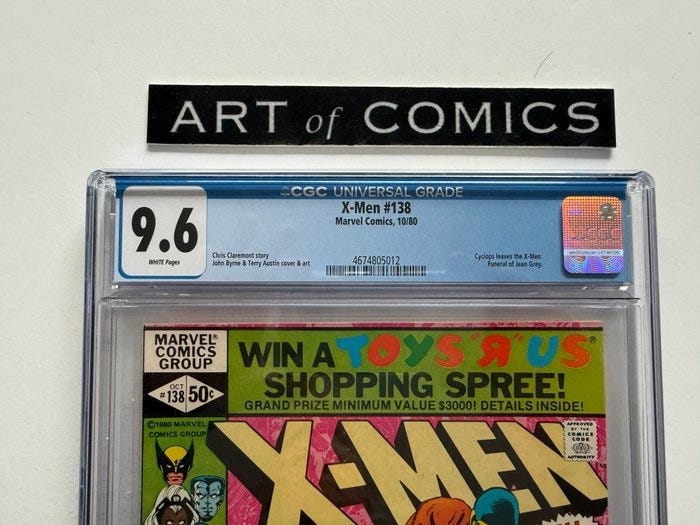 ART of COMICS
CGC UNIVERSAL GRADE
9.6
WHITE Pages
X-Men #138
Marvel Comics, 10/80
Chris Claremont story
John Byrne & Terry Austin cover & art
4674805012
Cyclops leaves the X-Men.
Funeral of Jean Grey.
CGC
MARVEL®
COMICS
GROUP
OCT
#138
50¢
©1980 MARVEL
COMICS GROUP
WIN A TOYS "R" US®
SHOPPING SPREE!
GRAND PRIZE MINIMUM VALUE $3000! DETAILS INSIDE!
APPROVED
BY THE
COMICS
CODE
AUTHORITY
X-MEN
TM